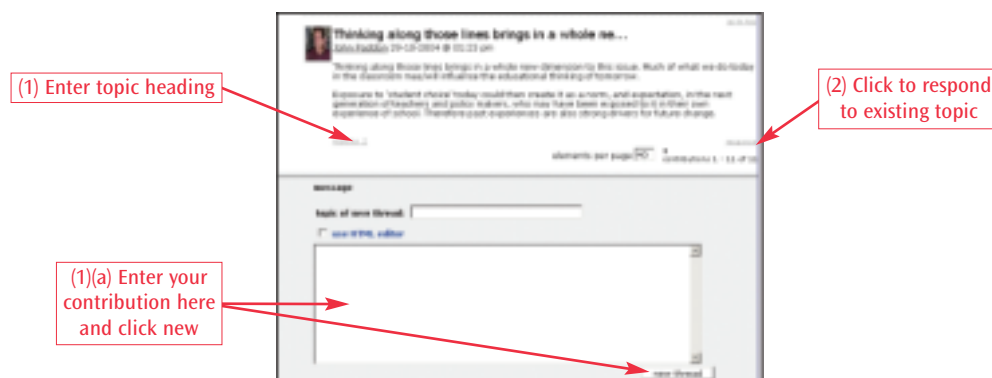 Thinking along those lines brings in a whole ne...
John Paddon 29-10-2004 @ 01:23 pm
Thinking along those lines brings in a whole new dimension to this issue. Much of what we do today
in the classroom may/will influence the educational thinking of tomorrow.
Exposure to 'student choice' today could then create it as a norm, and expectation, in the next
generation of teachers and policy makers, who may have been exposed to it in their own
experience of school. Therefore past experiences are also strong drivers for future change.
(1) Enter topic heading
(2) Click to respond
to existing topic
elements per page
contributions 1 - 11 of
message
topic of new thread:
use HTML editor
(1)(a) Enter your
contribution here
and click new
new thread